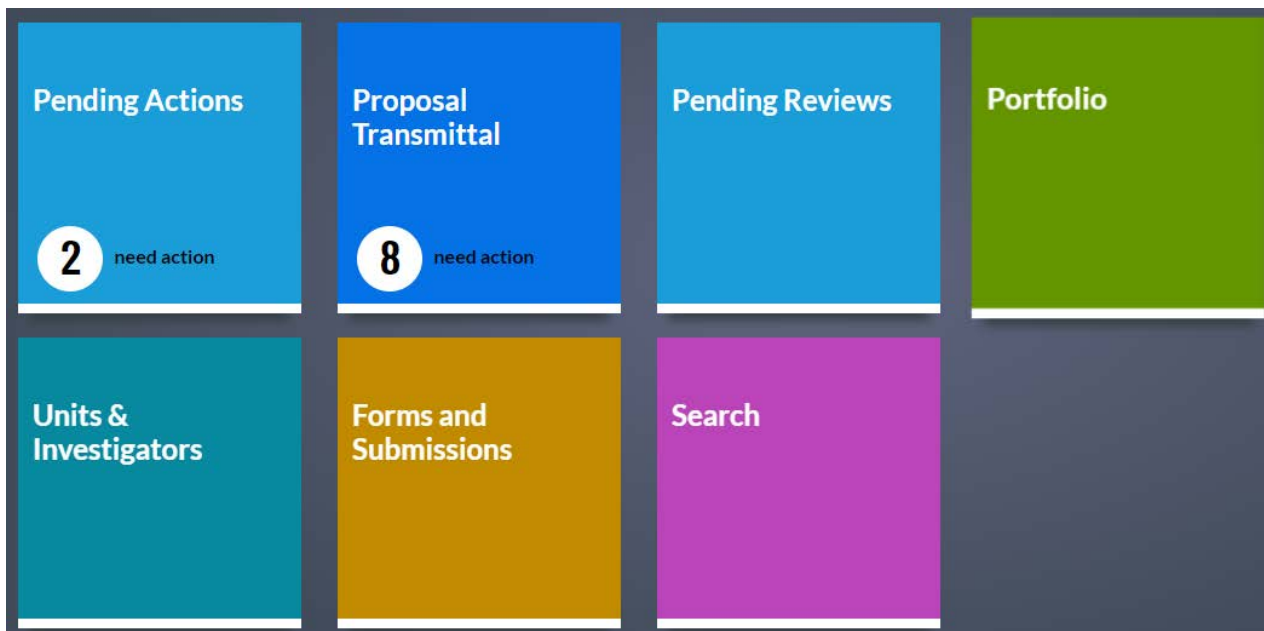 Pending Actions
2 need action
Proposal
Transmittal
8 need action
Pending Reviews
Portfolio
Units &
Investigators
Forms and
Submissions
Search